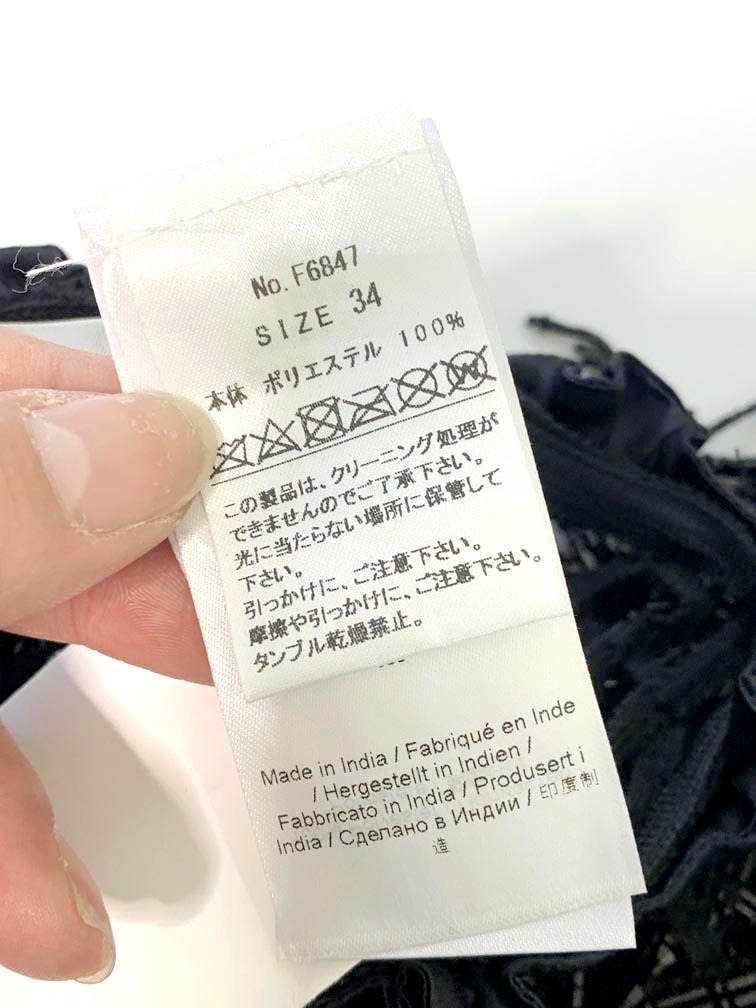 No. F6847
SIZE 34
本体 ポリエステル 100%
この製品は、クリーニング処理が
できませんのでご了承下さい。
光に当たらない場所に保管して
下さい。
引っかけに、ご注意下さい。
摩擦や引っかけに、ご注意下さい。
タンブル乾燥禁止。
Made in India / Fabriqué en Inde
/ Hergestellt in Indien /
Fabbricato in India / Produsert i
India / Сделано в Индии / 印度制
造